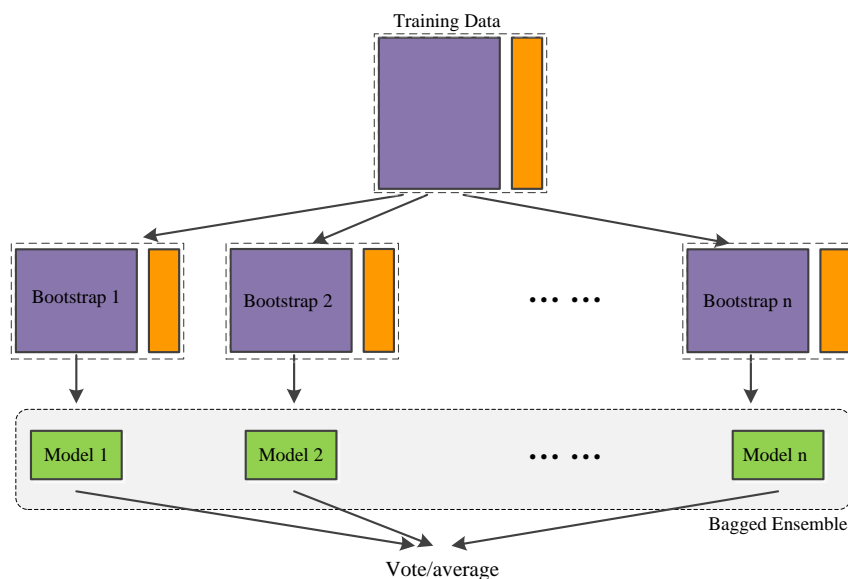 Training Data
Bootstrap 1
Bootstrap 2
... ...
Bootstrap n
Model 1
Model 2
... ...
Model n
Bagged Ensemble
Vote/average